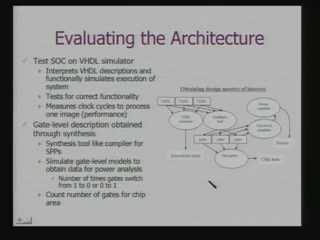 Evaluating the Architecture
Test SOC on VHDL simulator
Interprets VHDL descriptions and
functionally simulates execution of
system
Tests for correct functionality
Measures clock cycles to process
one image (performance)
Gate-level description obtained
through synthesis
Synthesis tool like compiler for
SPPs
Simulate gate-level models to
obtain data for power analysis
Number of times gates switch
from 1 to 0 or 0 to 1
Count number of gates for chip
area
Obtaining design metrics of interest
VHDL
VHDL
VHDL
VHDL
simulator
Execution time
Chip area
Power